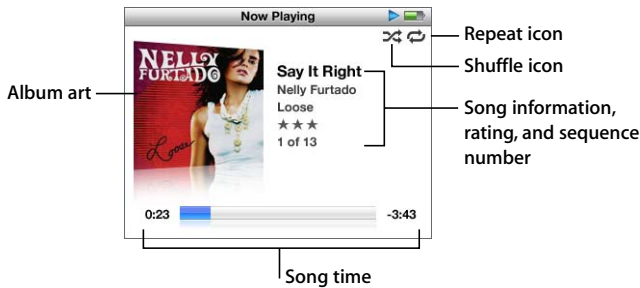 Now Playing
Repeat icon
Shuffle icon
Album art
NELLY
FURTADO
Loose
Say It Right
Nelly Furtado
Loose
1 of 13
Song information,
rating, and sequence
number
0:23
-3:43
Song time